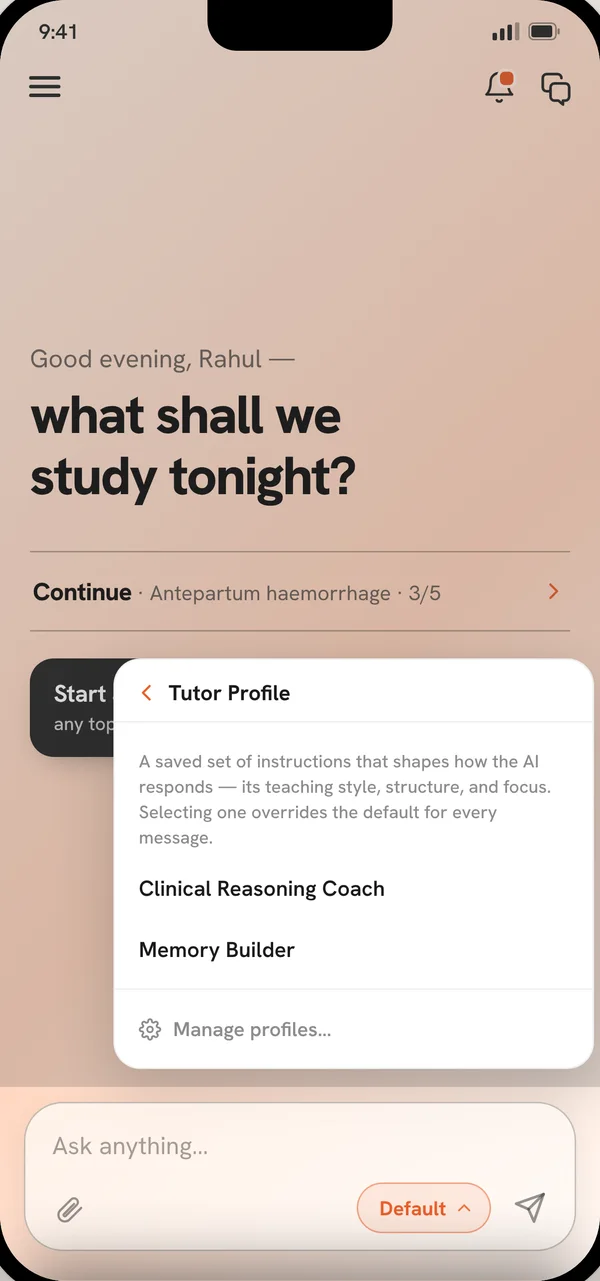 9:41
Good evening, Rahul —
what shall we
study tonight?
Continue · Antepartum haemorrhage · 3/5
Start
any top
Tutor Profile
A saved set of instructions that shapes how the AI
responds — its teaching style, structure, and focus.
Selecting one overrides the default for every
message.
Clinical Reasoning Coach
Memory Builder
Manage profiles...
Ask anything...
Default